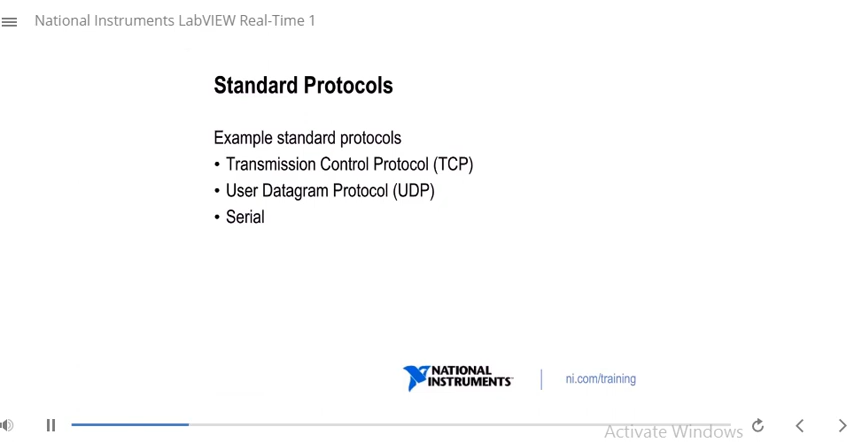 National Instruments LabVIEW Real-Time 1
Standard Protocols
Example standard protocols
• Transmission Control Protocol (TCP)
• User Datagram Protocol (UDP)
• Serial
NATIONAL
INSTRUMENTS™
ni.com/training
Activate Windows